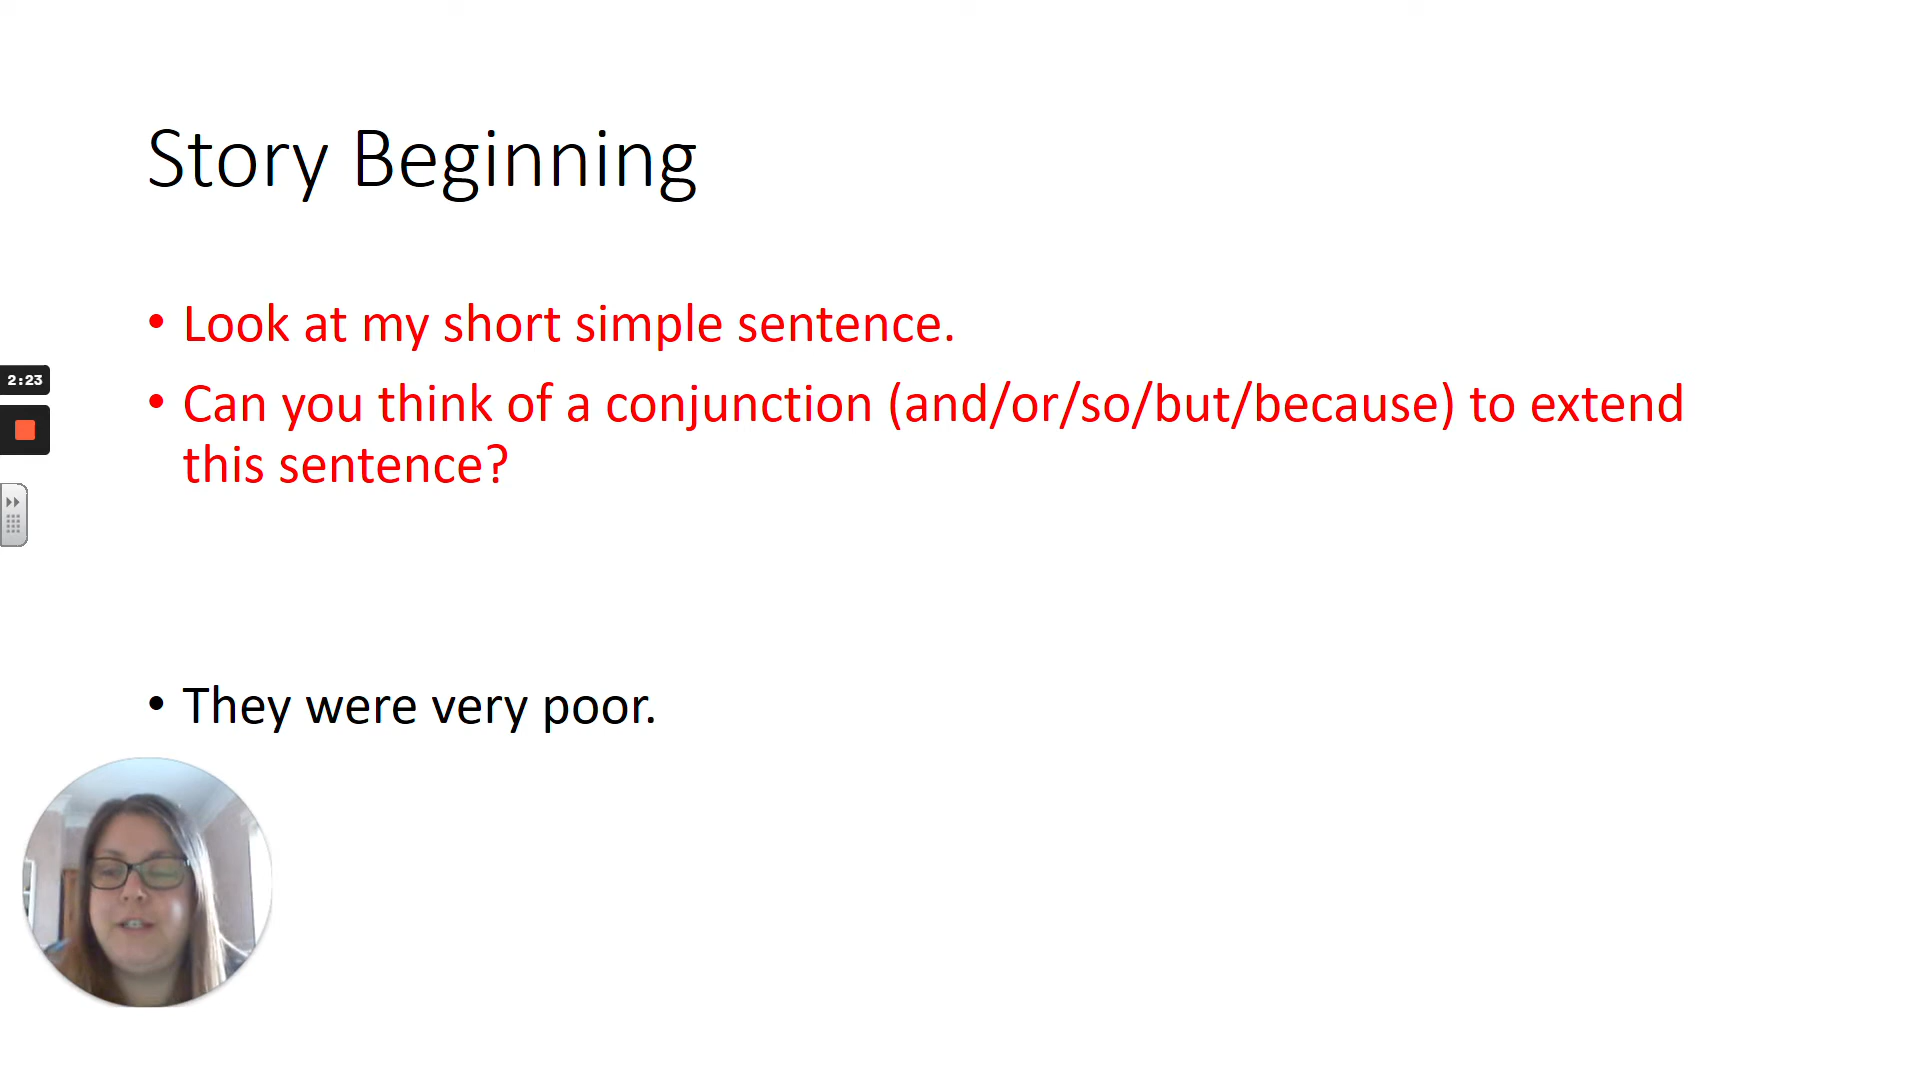 Story Beginning
• Look at my short simple sentence.
• Can you think of a conjunction (and/or/so/but/because) to extend
this sentence?
2:23
• They were very poor.